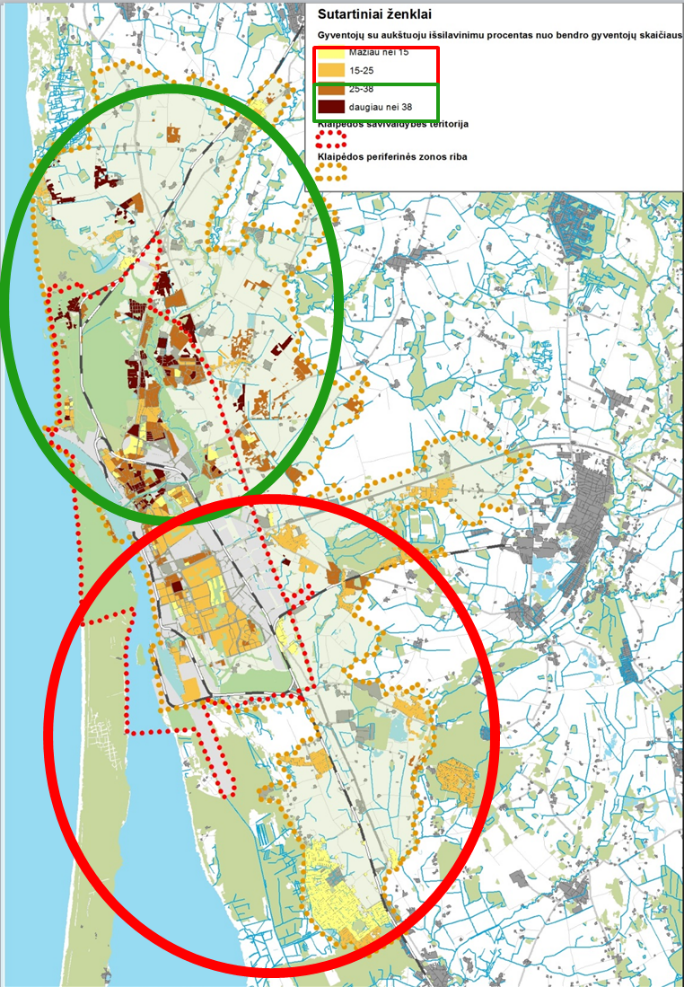 Sutartiniai ženklai
Gyventojų su aukštuoju išsilavinimu procentas nuo bendro gyventojų skaičiaus
Mažiau nei 15
15-25
25-38
daugiau nei 38
Klaipėdos savivaldybės teritorija
Klaipėdos periferinės zonos riba